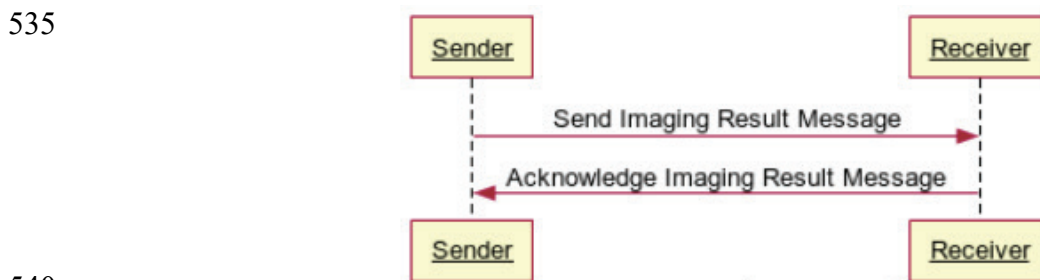 535
Sender Receiver
Send Imaging Result Message
Acknowledge Imaging Result Message
Sender Receiver